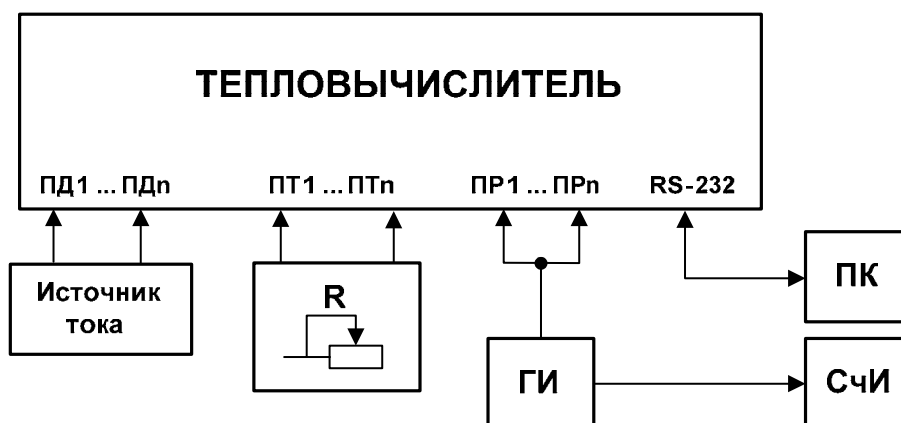 ТЕПЛОВЫЧИСЛИТЕЛЬ
ПД1 ... ПДn ПТ1 ... ПТn ПР1 ... ПРn RS-232
Источник
тока
R
ПК
ГИ
СчИ